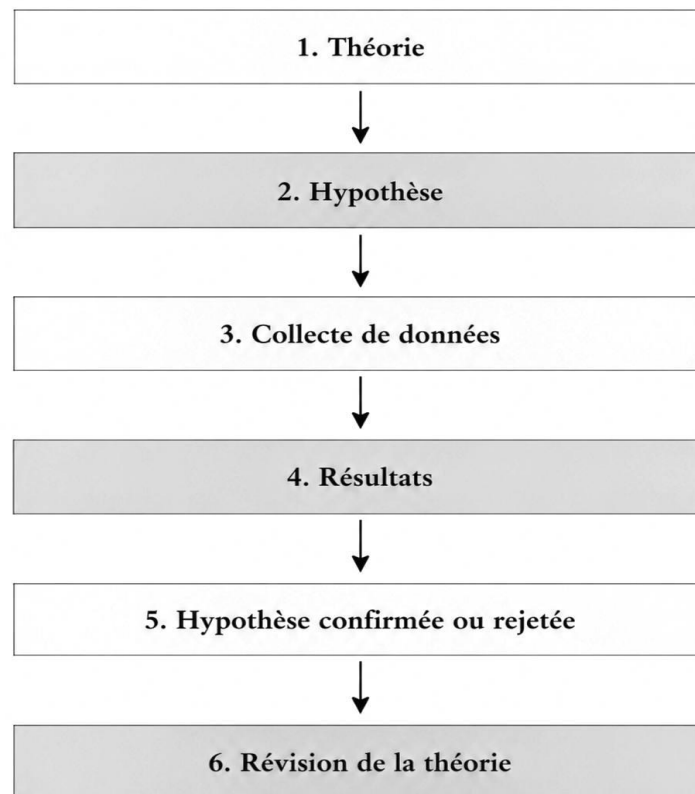 1. Théorie
2. Hypothèse
3. Collecte de données
4. Résultats
5. Hypothèse confirmée ou rejetée
6. Révision de la théorie